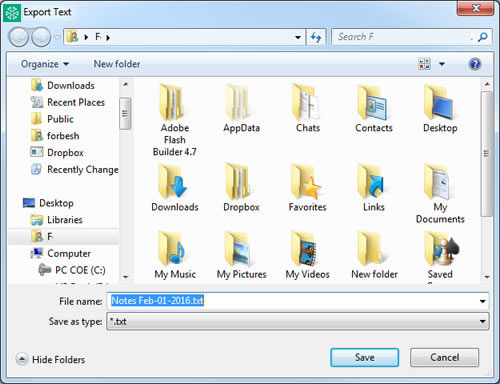 Export Text
F
Search F
Organize
New folder
Downloads
Recent Places
Public
forbesh
Dropbox
Recently Change
Desktop
Libraries
F
Computer
PC COE (C:)
Adobe Flash Builder 4.7
AppData
Chats
Contacts
Desktop
Downloads
Dropbox
Favorites
Links
My Documents
My Music
My Pictures
My Videos
New folder
Saved
File name:
Notes Feb-01-2016.txt
Save as type:
*.txt
Hide Folders
Save
Cancel